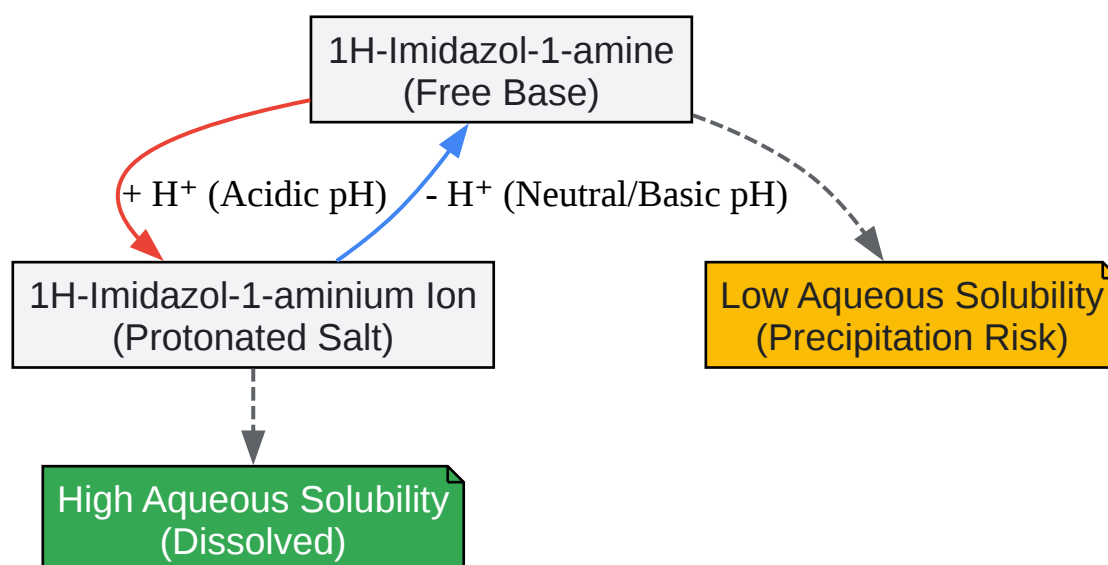 1H-Imidazol-1-amine
(Free Base)
+ H⁺ (Acidic pH)
- H⁺ (Neutral/Basic pH)
1H-Imidazol-1-aminium Ion
(Protonated Salt)
Low Aqueous Solubility
(Precipitation Risk)
High Aqueous Solubility
(Dissolved)